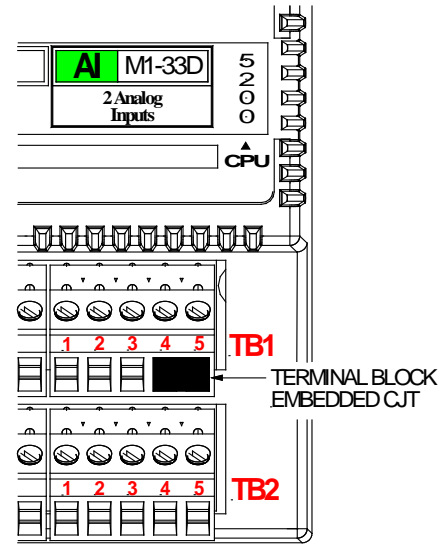 AI M1-33D
2 Analog
Inputs
5
2
0
0
CPU
1 2 3 4 5 TB1
TERMINAL BLOCK
EMBEDDED CJT
1 2 3 4 5 TB2